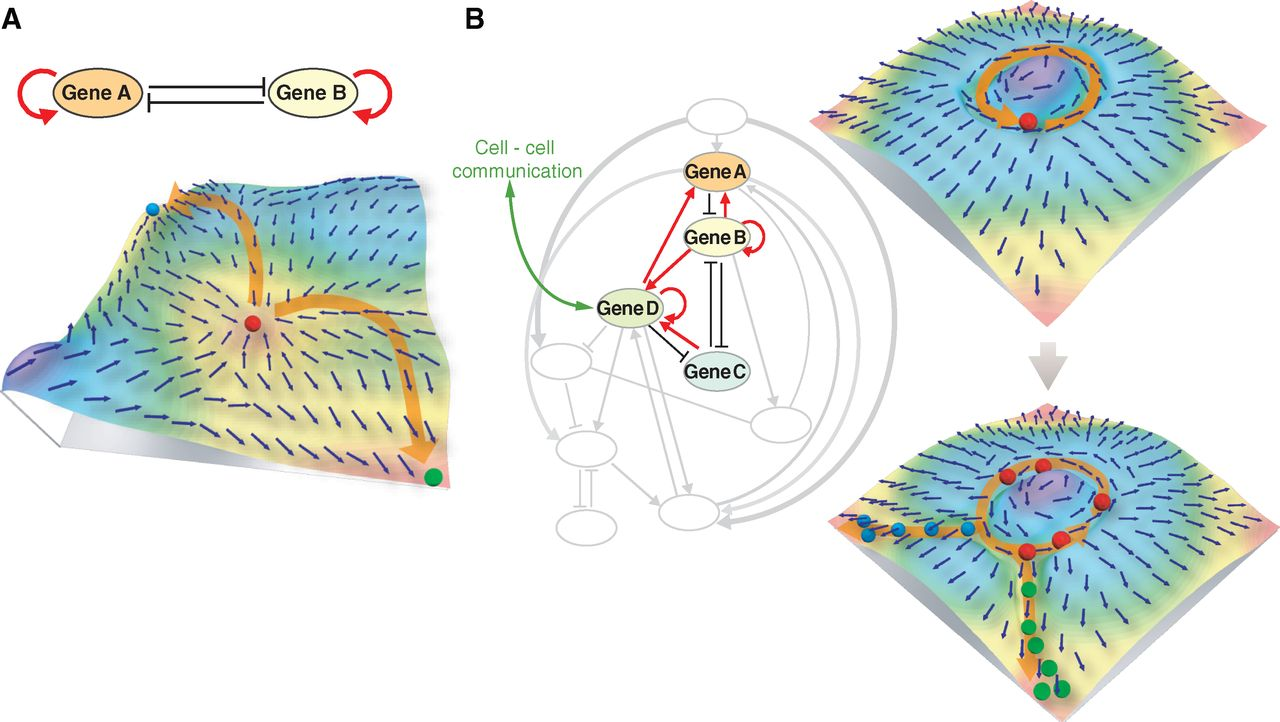 A
Gene A
Gene B
B
Cell - cell
communication
Gene A
Gene B
Gene D
Gene C